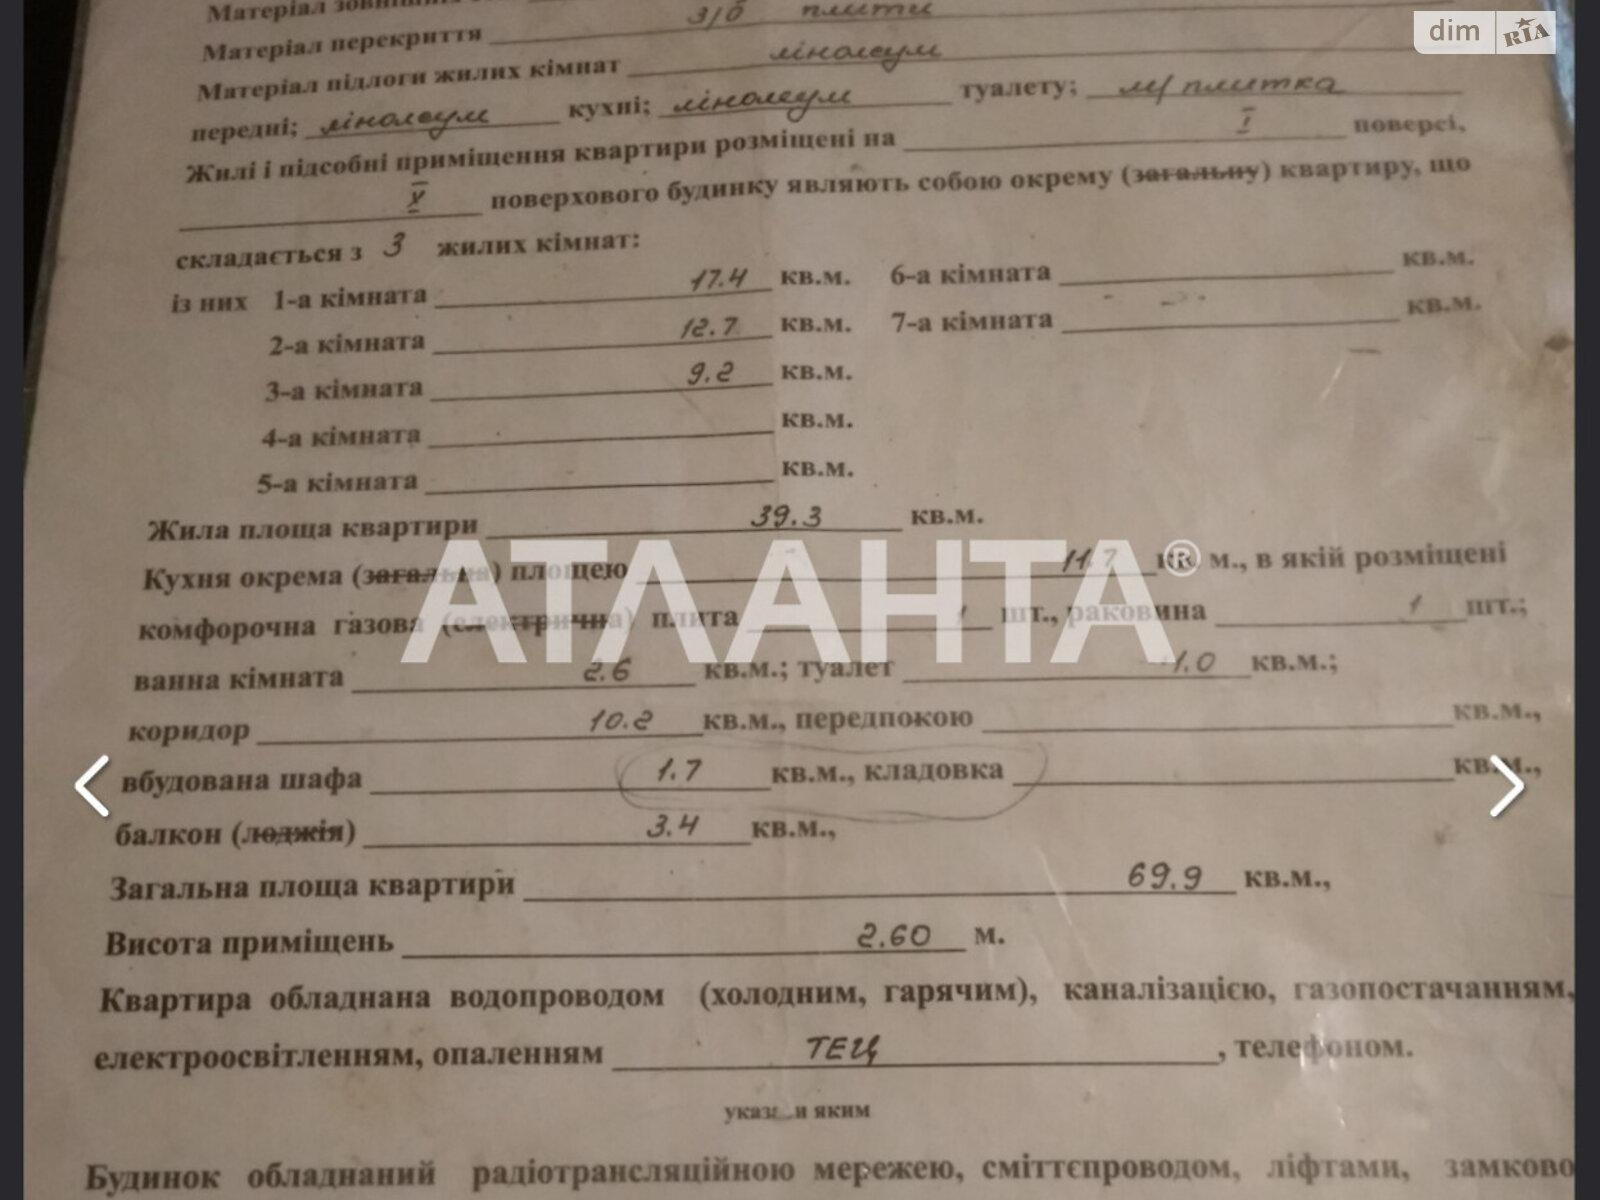 dim RIA
Матеріал
Матеріал перекриття з/б плити
Матеріал підлоги жилих кімнат лінолеум
передні; лінолеум кухні; лінолеум туалету; м/плитка
Жилі і підсобні приміщення квартири розміщені на I поверсі,
X поверхового будинку являють собою окрему (загальну) квартиру, що
складається з 3 жилих кімнат:
із них 1-а кімната 17.4 кв.м. 6-а кімната кв.м.
2-а кімната 12.7 кв.м. 7-а кімната кв.м.
3-а кімната 9.2 кв.м.
4-а кімната кв.м.
5-а кімната кв.м.
Жила площа квартири 39.3 кв.м.
Кухня окрема (загальна) площею 11.7 кв. м., в якій розміщені
АТЛАНТА®
комфорочна газова (електрична) плита 1 шт., раковина 1 шт.;
ванна кімната 2.6 кв.м.; туалет 1.0 кв.м.;
коридор 10.2 кв.м., передпокою кв.м.,
вбудована шафа 1.7 кв.м., кладовка кв.м.,
балкон (лоджія) 3.4 кв.м.,
Загальна площа квартири 69.9 кв.м.,
Висота приміщень 2.60 м.
Квартира обладнана водопроводом (холодним, гарячим), каналізацією, газопостачанням,
електроосвітленням, опаленням ТЕЦ , телефоном.
яким
Будинок обладнаний радіотрансляційною мережею, сміттєпроводом, ліфтами, замково